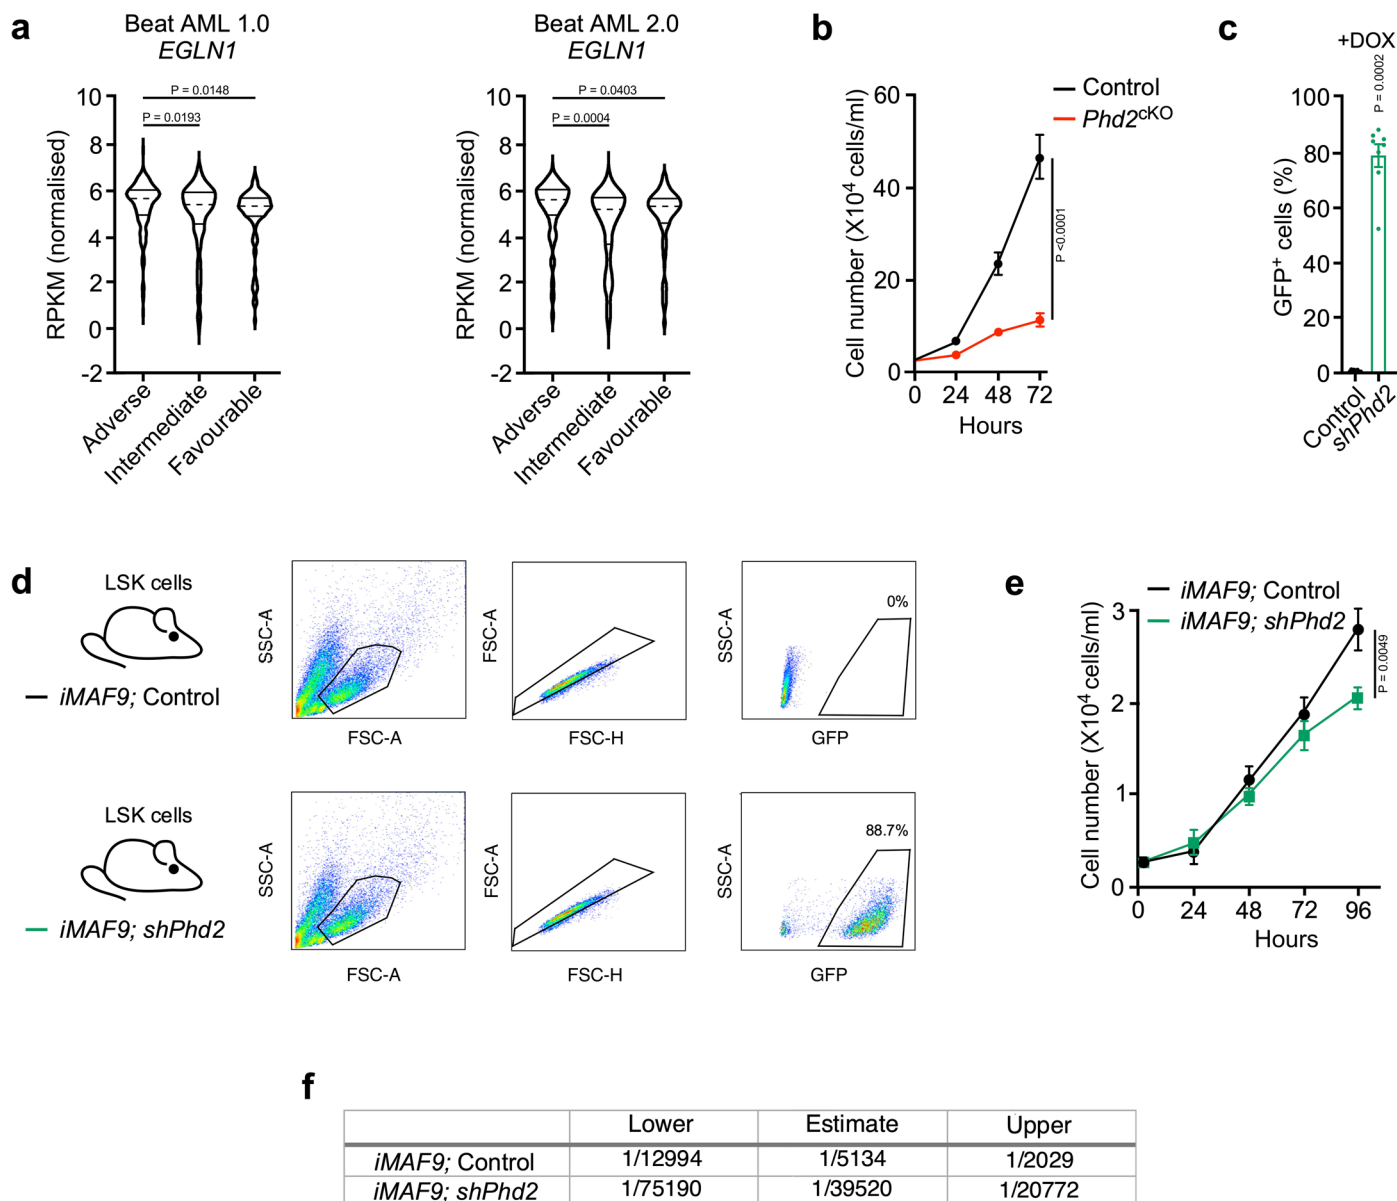 a
Beat AML 1.0
EGLN1
P = 0.0148
P = 0.0193
RPKM (normalised)
10
8
6
4
2
0
-2
Adverse
Intermediate
Favourable
Beat AML 2.0
EGLN1
P = 0.0403
P = 0.0004
RPKM (normalised)
10
8
6
4
2
0
-2
Adverse
Intermediate
Favourable
b
Control
Phd2cKO
Cell number (X10⁴ cells/ml)
60
40
20
0
P <0.0001
0 24 48 72
Hours
c
+DOX
P = 0.0002
GFP⁺ cells (%)
100
80
60
40
20
0
Control
shPhd2
d
LSK cells
iMAF9; Control
SSC-A
FSC-A
FSC-A
FSC-H
SSC-A
0%
GFP
LSK cells
iMAF9; shPhd2
SSC-A
FSC-A
FSC-A
FSC-H
SSC-A
88.7%
GFP
e
iMAF9; Control
iMAF9; shPhd2
Cell number (X10⁴ cells/ml)
3
2
1
0
P = 0.0049
0 24 48 72 96
Hours
f
Lower Estimate Upper
iMAF9; Control 1/12994 1/5134 1/2029
iMAF9; shPhd2 1/75190 1/39520 1/20772